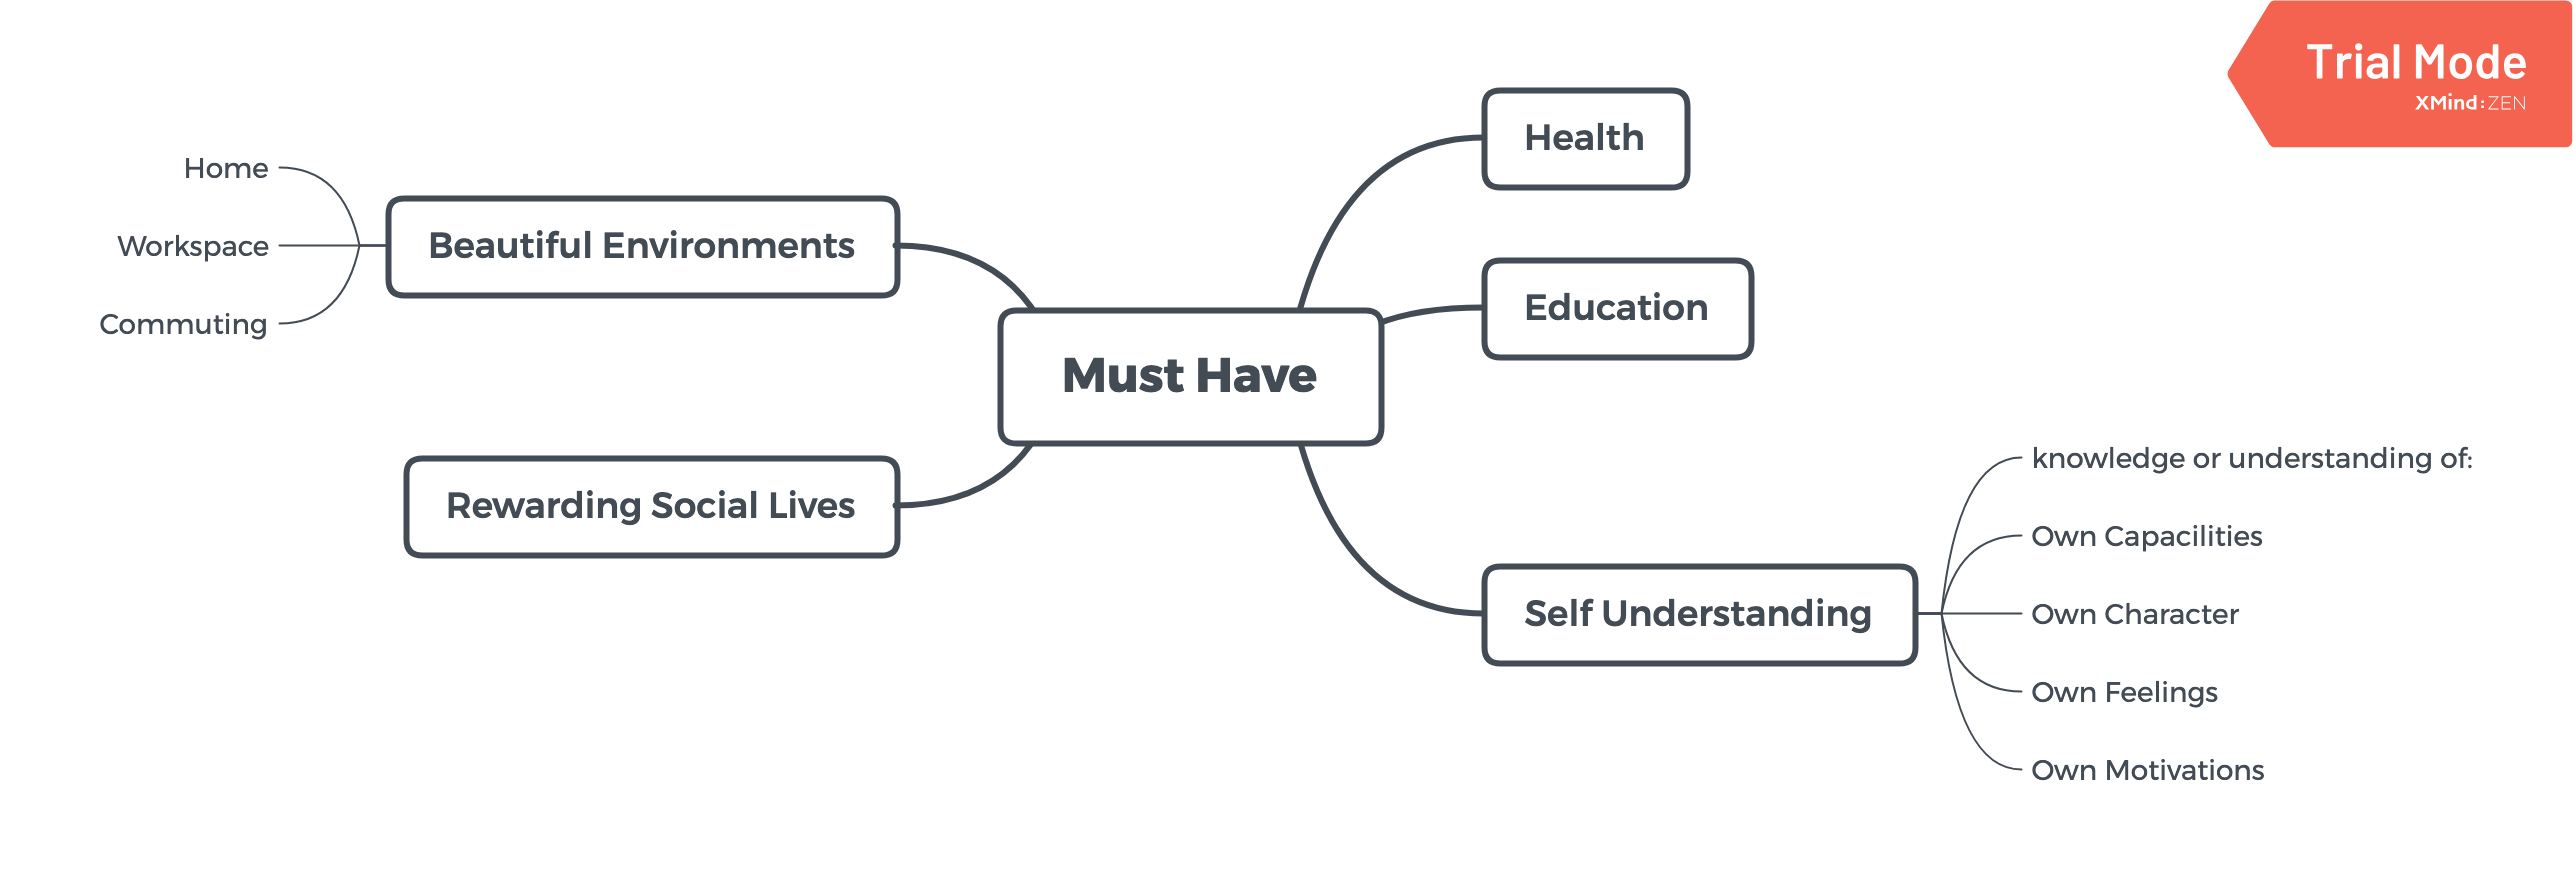 Trial Mode
XMind:ZEN
Must Have
Health
Education
Self Understanding
knowledge or understanding of:
Own Capacilities
Own Character
Own Feelings
Own Motivations
Beautiful Environments
Home
Workspace
Commuting
Rewarding Social Lives